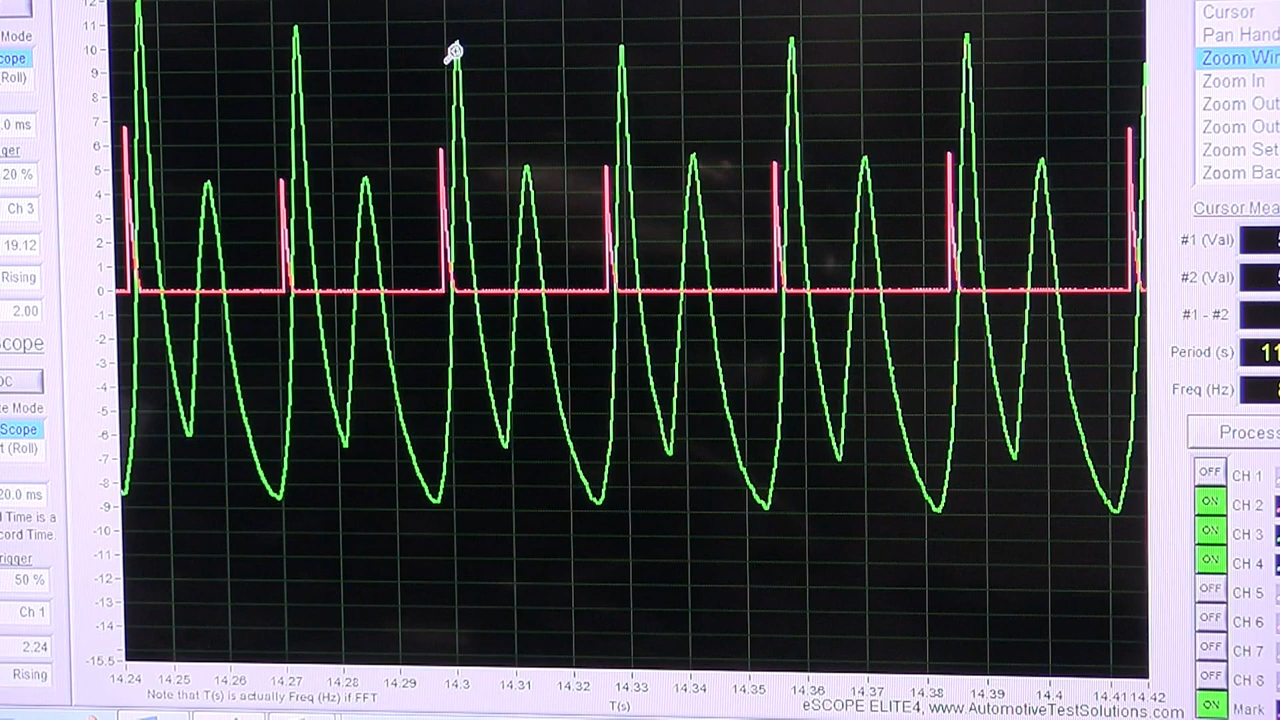 Mode
cope
(Roll)
.0 ms
ger
20 %
Ch 3
19.12
Rising
2.00
cope
DC
te Mode
Scope
t (Roll)
20.0 ms
Time is a
cord Time.
rigger
50 %
Ch 1
2.24
Rising
12
11
10
9
8
7
6
5
4
3
2
1
0
-1
-2
-3
-4
-5
-6
-7
-8
-9
-10
-11
-12
-13
-14
-15.5
14.24 14.25 14.26 14.27 14.28 14.29 14.3 14.31 14.32 14.33 14.34 14.35 14.36 14.37 14.38 14.39 14.4 14.41 14.42
Note that T(s) is actually Freq (Hz) if FFT
T(s)
eSCOPE ELITE4, www.AutomotiveTestSolutions.com
Cursor
Pan Hand
Zoom Win
Zoom In
Zoom Out
Zoom Out
Zoom Set
Zoom Bac
Cursor Mea
#1 (Val)
#2 (Val)
#1 - #2
Period (s) 11
Freq (Hz)
Process
OFF CH 1
ON CH 2
ON CH 3
ON CH 4
OFF CH 5
OFF CH 6
OFF CH 7
OFF CH 8
ON Mark